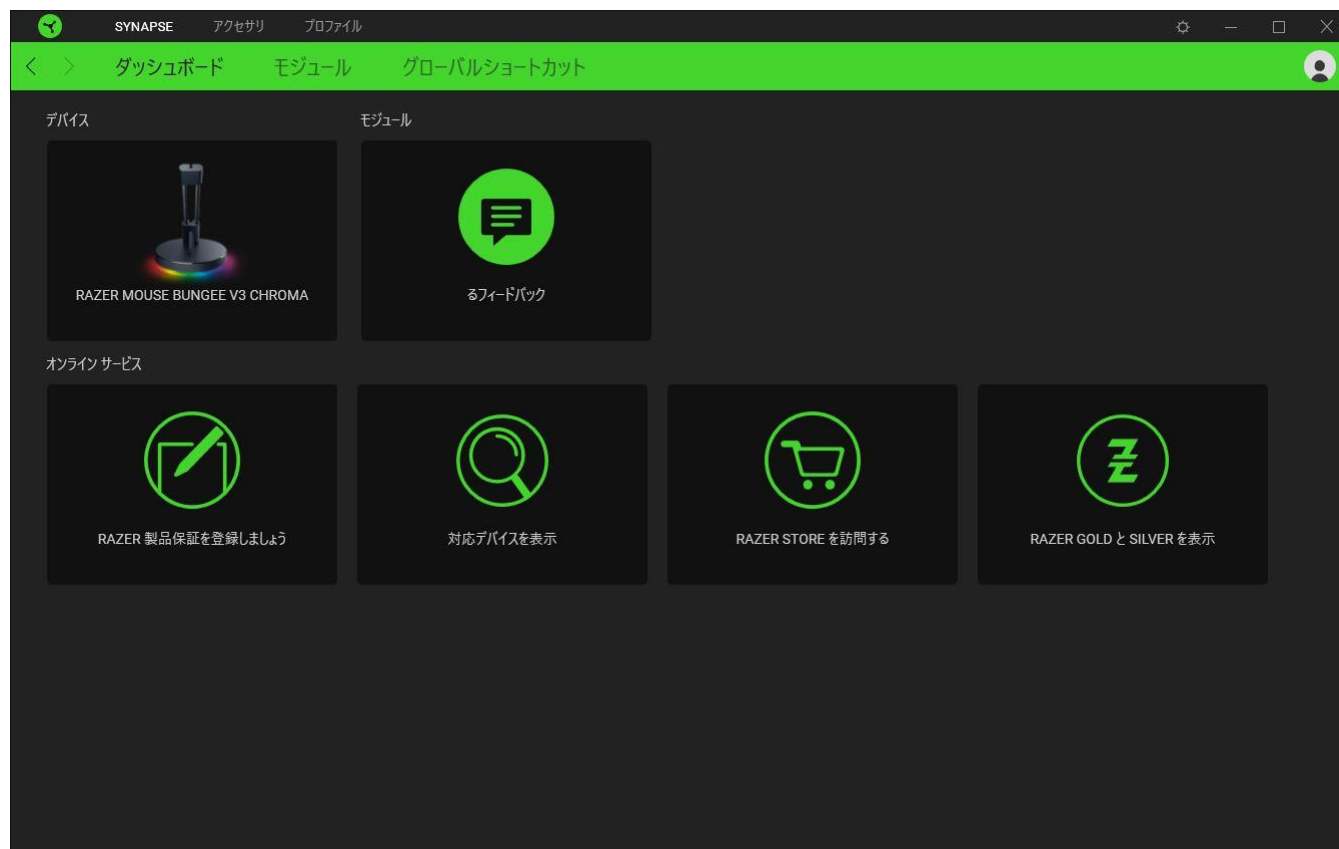 SYNAPSE アクセサリ プロファイル
ダッシュボード モジュール グローバルショートカット
デバイス モジュール
RAZER MOUSE BUNGEE V3 CHROMA るフィードバック
オンライン サービス
RAZER 製品保証を登録しましょう 対応デバイスを表示 RAZER STORE を訪問する RAZER GOLD と SILVER を表示